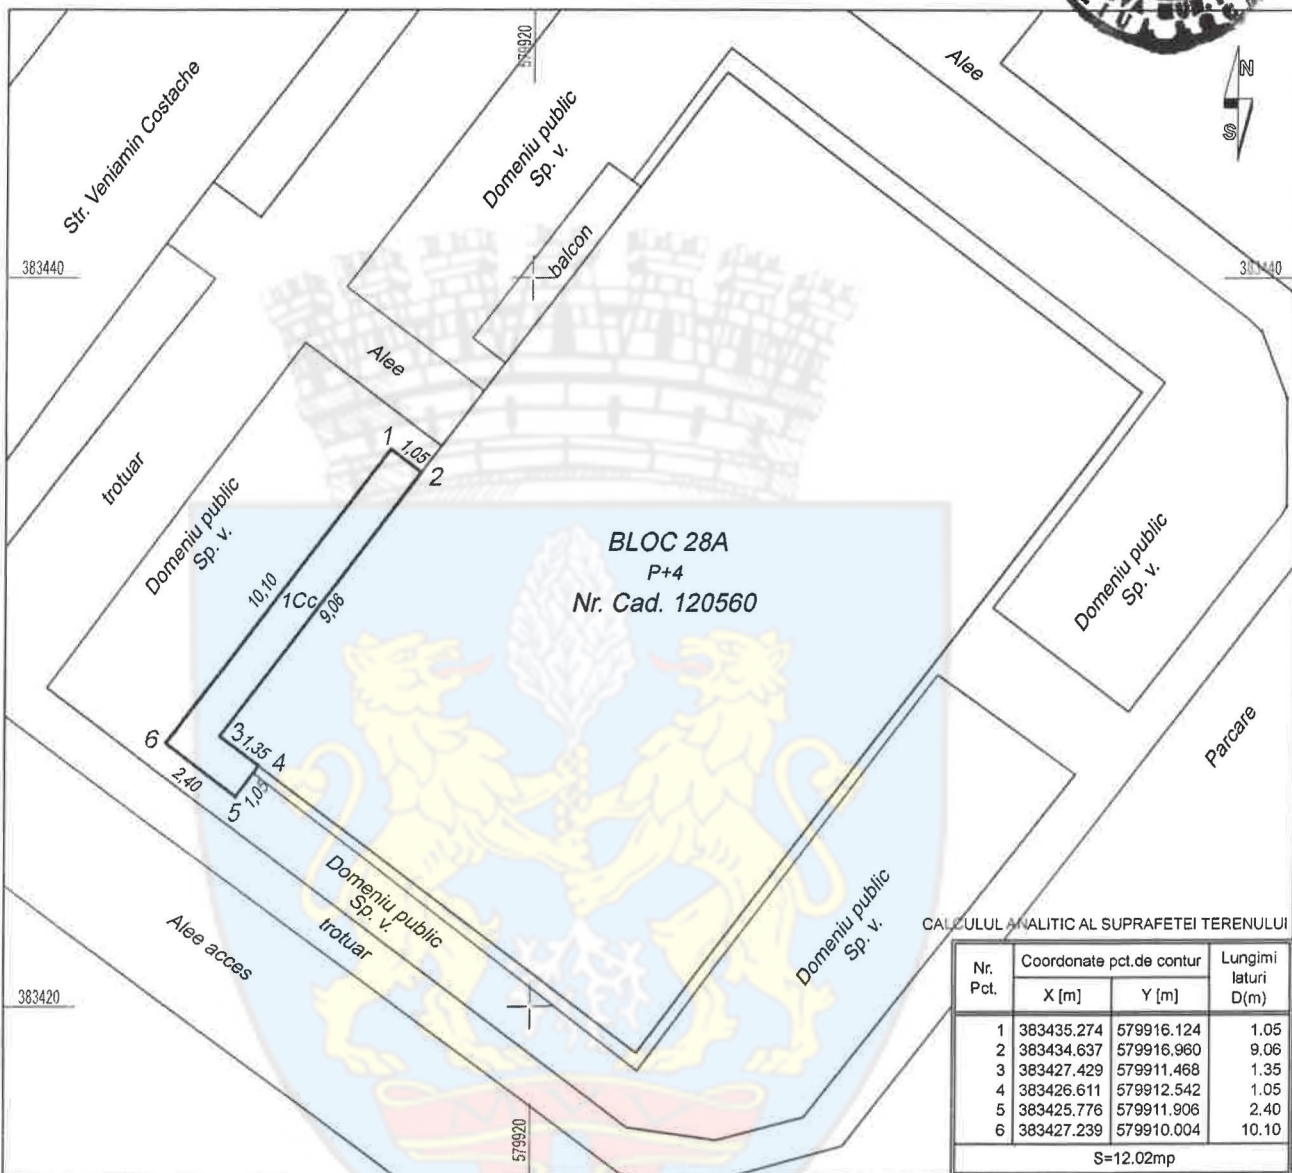 579920
Alee
N
S
Str. Veniamin Costache
Domeniu public
Sp. v.
balcon
383440
383440
Alee
trotuar
1
1,05
2
Domeniu public
Sp. v.
BLOC 28A
P+4
Nr. Cad. 120560
10,10
1Cc
9,06
Domeniu public
Sp. v.
6
3
1,35
4
2,40
5
1,05
Parcare
Domeniu public
Sp. v.
trotuar
Alee acces
Domeniu public
Sp. v.
383420
579920
CALCULUL ANALITIC AL SUPRAFETEI TERENULUI
Nr. Pct. Coordonate pct.de contur Lungimi laturi D(m)
X [m] Y [m]
1 383435.274 579916.124 1.05
2 383434.637 579916.960 9.06
3 383427.429 579911.468 1.35
4 383426.611 579912.542 1.05
5 383425.776 579911.906 2.40
6 383427.239 579910.004 10.10
S=12.02mp